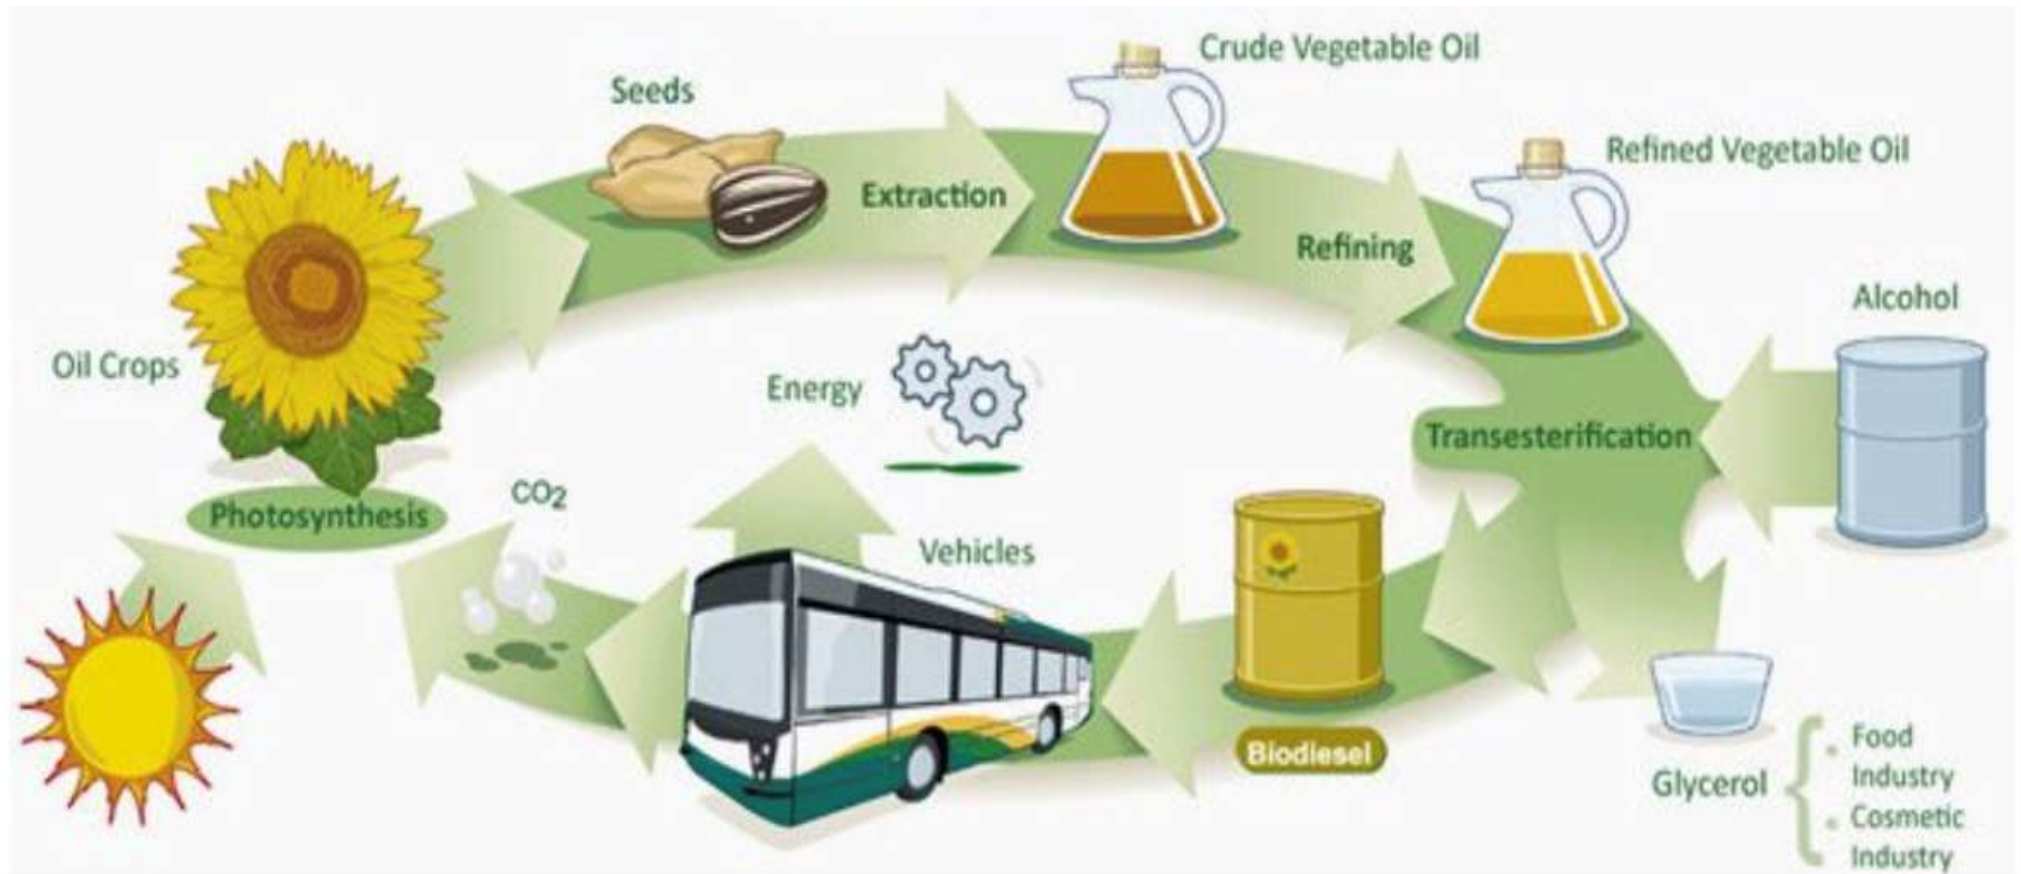 Crude Vegetable Oil
Seeds
Refined Vegetable Oil
Extraction
Refining
Alcohol
Oil Crops
Energy
Transesterification
CO2
Photosynthesis
Vehicles
Biodiesel
Glycerol
• Food
Industry
• Cosmetic
Industry